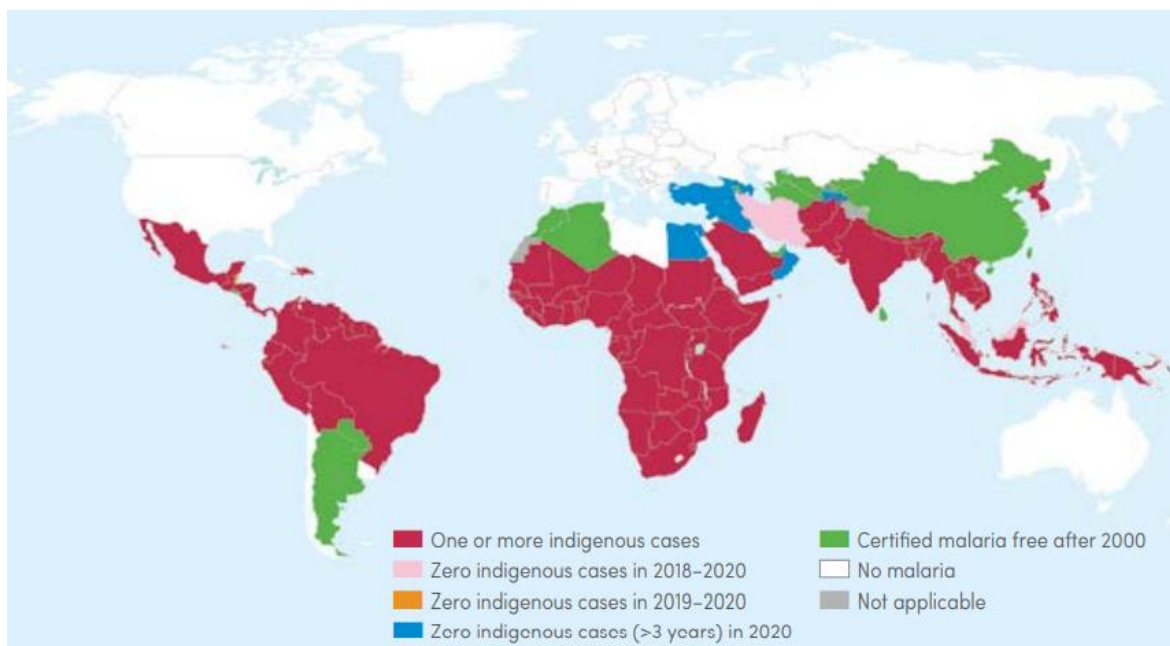 One or more indigenous cases
Zero indigenous cases in 2018–2020
Zero indigenous cases in 2019–2020
Zero indigenous cases (>3 years) in 2020
Certified malaria free after 2000
No malaria
Not applicable